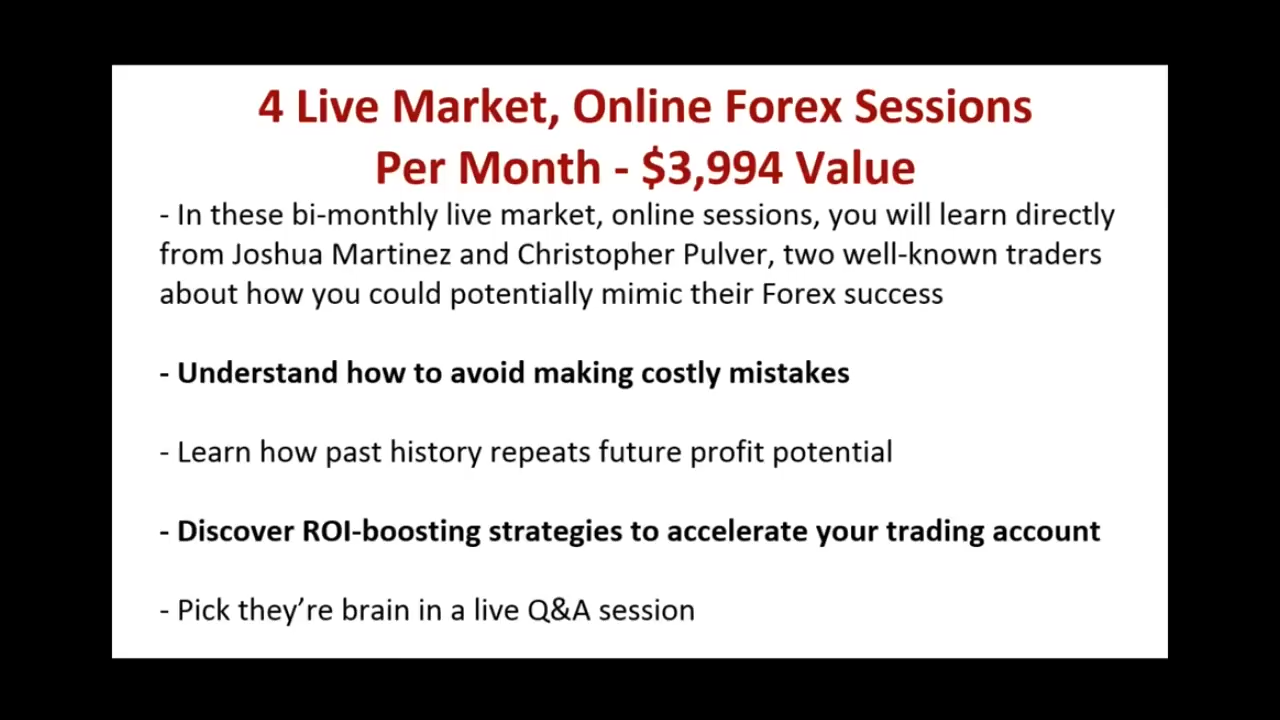 4 Live Market, Online Forex Sessions
Per Month - $3,994 Value
- In these bi-monthly live market, online sessions, you will learn directly
from Joshua Martinez and Christopher Pulver, two well-known traders
about how you could potentially mimic their Forex success
- Understand how to avoid making costly mistakes
- Learn how past history repeats future profit potential
- Discover ROI-boosting strategies to accelerate your trading account
- Pick they’re brain in a live Q&A session